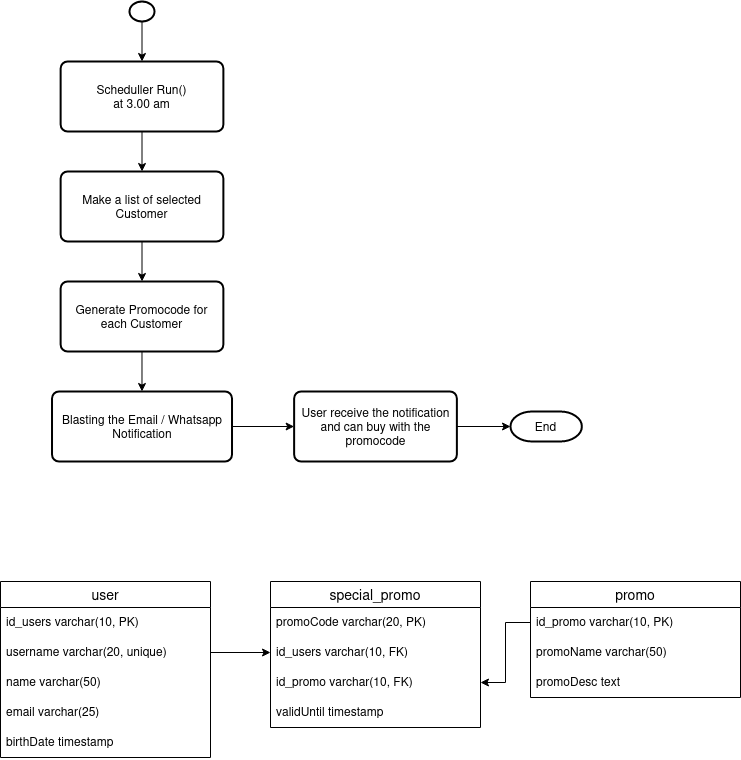 Scheduller Run()
at 3.00 am
Make a list of selected
Customer
Generate Promocode for
each Customer
Blasting the Email / Whatsapp
Notification
User receive the notification
and can buy with the
promocode
End
user
id_users varchar(10, PK)
username varchar(20, unique)
name varchar(50)
email varchar(25)
birthDate timestamp
special_promo
promoCode varchar(20, PK)
id_users varchar(10, FK)
id_promo varchar(10, FK)
validUntil timestamp
promo
id_promo varchar(10, PK)
promoName varchar(50)
promoDesc text